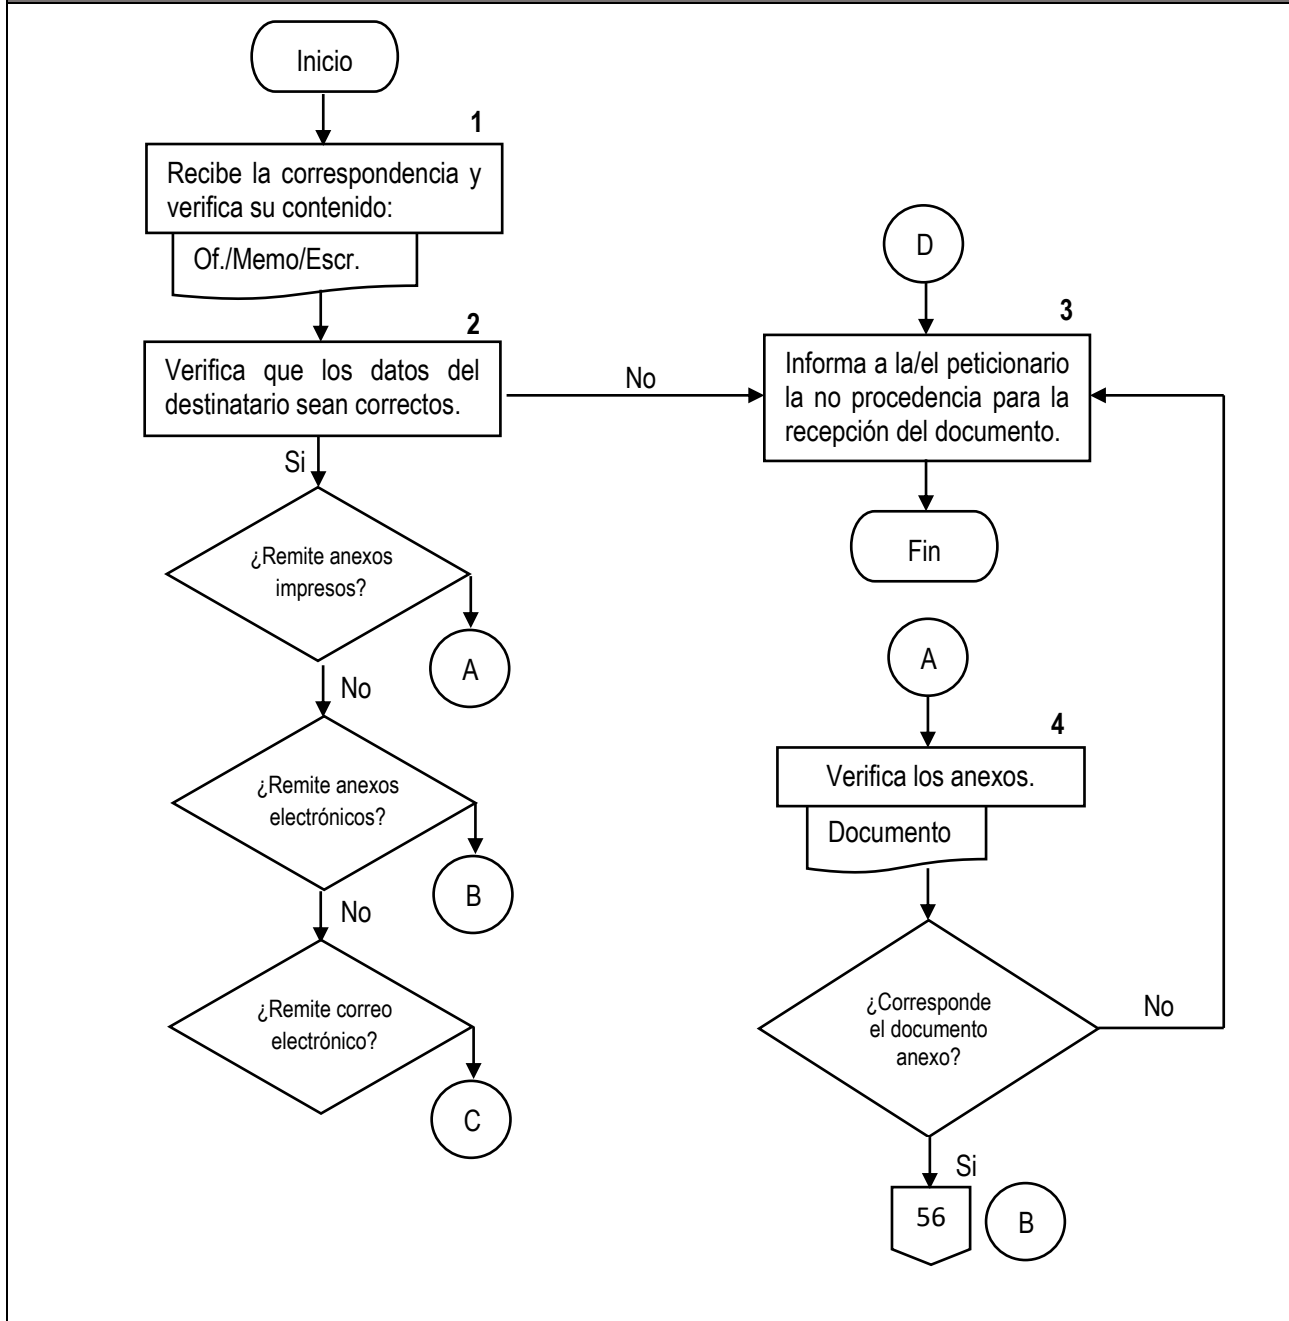 Inicio
1
Recibe la correspondencia y
verifica su contenido:
Of./Memo/Escr.
2
Verifica que los datos del
destinatario sean correctos.
No
Si
¿Remite anexos
impresos?
A
No
¿Remite anexos
electrónicos?
B
No
¿Remite correo
electrónico?
C
D
3
Informa a la/el peticionario
la no procedencia para la
recepción del documento.
Fin
A
4
Verifica los anexos.
Documento
¿Corresponde
el documento
anexo?
No
Si
56
B